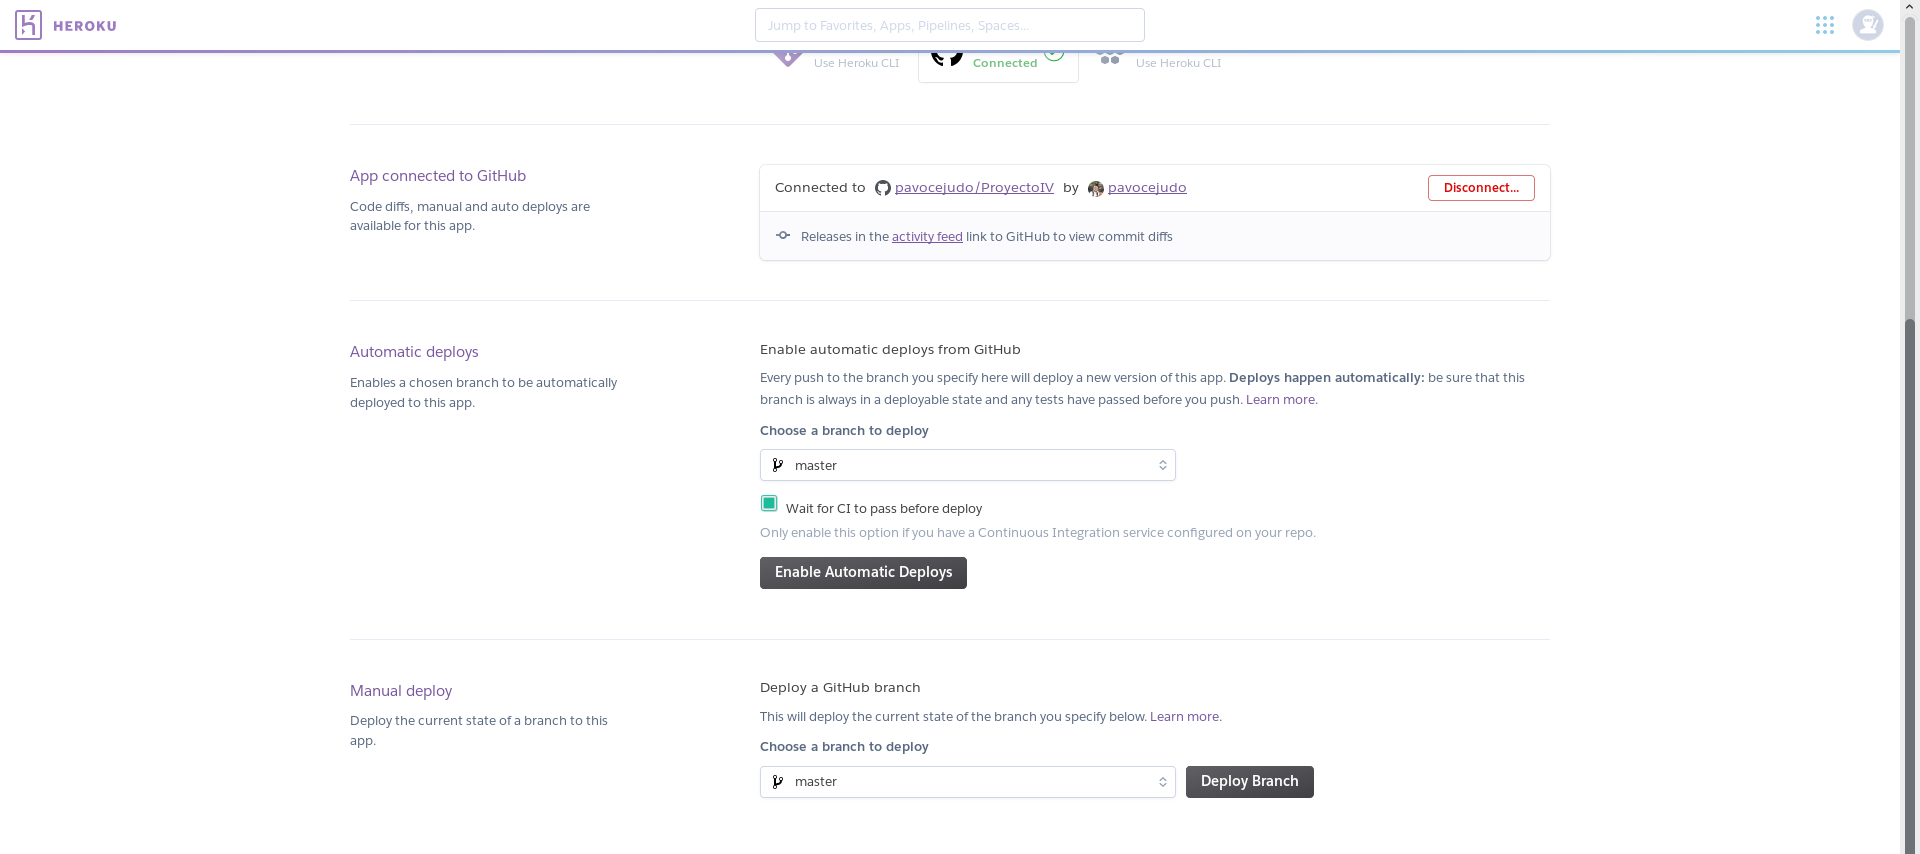 HEROKU
Jump to Favorites, Apps, Pipelines, Spaces...
Use Heroku CLI
Connected
Use Heroku CLI
App connected to GitHub
Code diffs, manual and auto deploys are
available for this app.
Connected to pavocejudo/ProyectoIV by pavocejudo
Disconnect...
Releases in the activity feed link to GitHub to view commit diffs
Automatic deploys
Enables a chosen branch to be automatically
deployed to this app.
Enable automatic deploys from GitHub
Every push to the branch you specify here will deploy a new version of this app. Deploys happen automatically: be sure that this
branch is always in a deployable state and any tests have passed before you push. Learn more.
Choose a branch to deploy
master
Wait for CI to pass before deploy
Only enable this option if you have a Continuous Integration service configured on your repo.
Enable Automatic Deploys
Manual deploy
Deploy the current state of a branch to this
app.
Deploy a GitHub branch
This will deploy the current state of the branch you specify below. Learn more.
Choose a branch to deploy
master
Deploy Branch